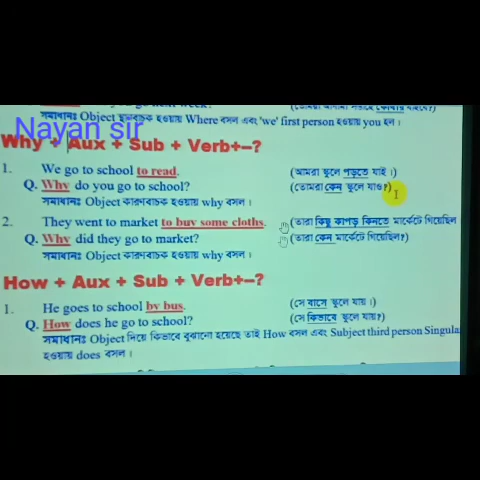 you go next week?
Nayan sir
সমাধানঃ Object স্থানবাচক হওয়ায় Where বসল এবং 'we' first person হওয়ায় you হল ।
Why + Aux + Sub + Verb+–?
1. We go to school to read. (আমরা স্কুলে পড়তে যাই ।)
Q. Why do you go to school? (তোমরা কেন স্কুলে যাও?)
সমাধানঃ Object কারণবাচক হওয়ায় why বসল ।
2. They went to market to buy some cloths. (তারা কিছু কাপড় কিনতে মার্কেটে গিয়েছিল
Q. Why did they go to market? (তারা কেন মার্কেটে গিয়েছিল?)
সমাধানঃ Object কারণবাচক হওয়ায় why বসল ।
How + Aux + Sub + Verb+–?
1. He goes to school by bus. (সে বাসে স্কুলে যায় ।)
Q. How does he go to school? (সে কিভাবে স্কুলে যায়?)
সমাধানঃ Object দিয়ে কিভাবে বুঝানো হয়েছে তাই How বসল এবং Subject third person Singula
হওয়ায় does বসল ।